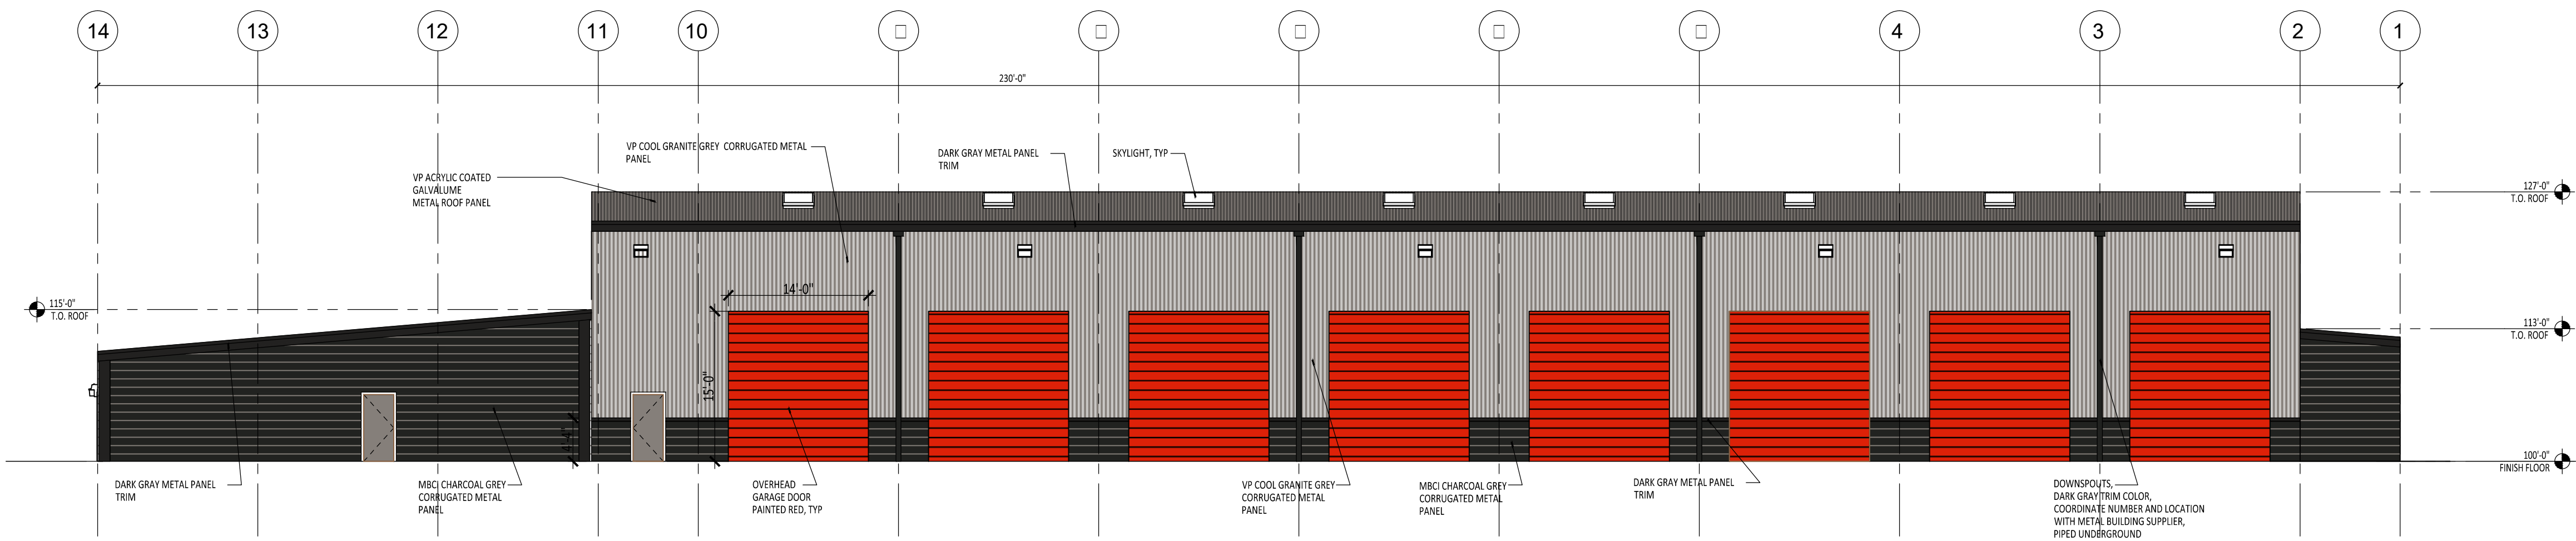 14 13 12 11 10 □ □ □ □ □ 4 3 2 1
230'-0"
VP COOL GRANITE GREY CORRUGATED METAL
PANEL
DARK GRAY METAL PANEL
TRIM
SKYLIGHT, TYP
VP ACRYLIC COATED
GALVALUME
METAL ROOF PANEL
127'-0"
T.O. ROOF
115'-0"
T.O. ROOF
14'-0"
15'-0"
4'-4"
113'-0"
T.O. ROOF
100'-0"
FINISH FLOOR
DARK GRAY METAL PANEL
TRIM
MBCI CHARCOAL GREY
CORRUGATED METAL
PANEL
OVERHEAD
GARAGE DOOR
PAINTED RED, TYP
VP COOL GRANITE GREY
CORRUGATED METAL
PANEL
MBCI CHARCOAL GREY
CORRUGATED METAL
PANEL
DARK GRAY METAL PANEL
TRIM
DOWNSPOUTS,
DARK GRAY TRIM COLOR,
COORDINATE NUMBER AND LOCATION
WITH METAL BUILDING SUPPLIER,
PIPED UNDERGROUND